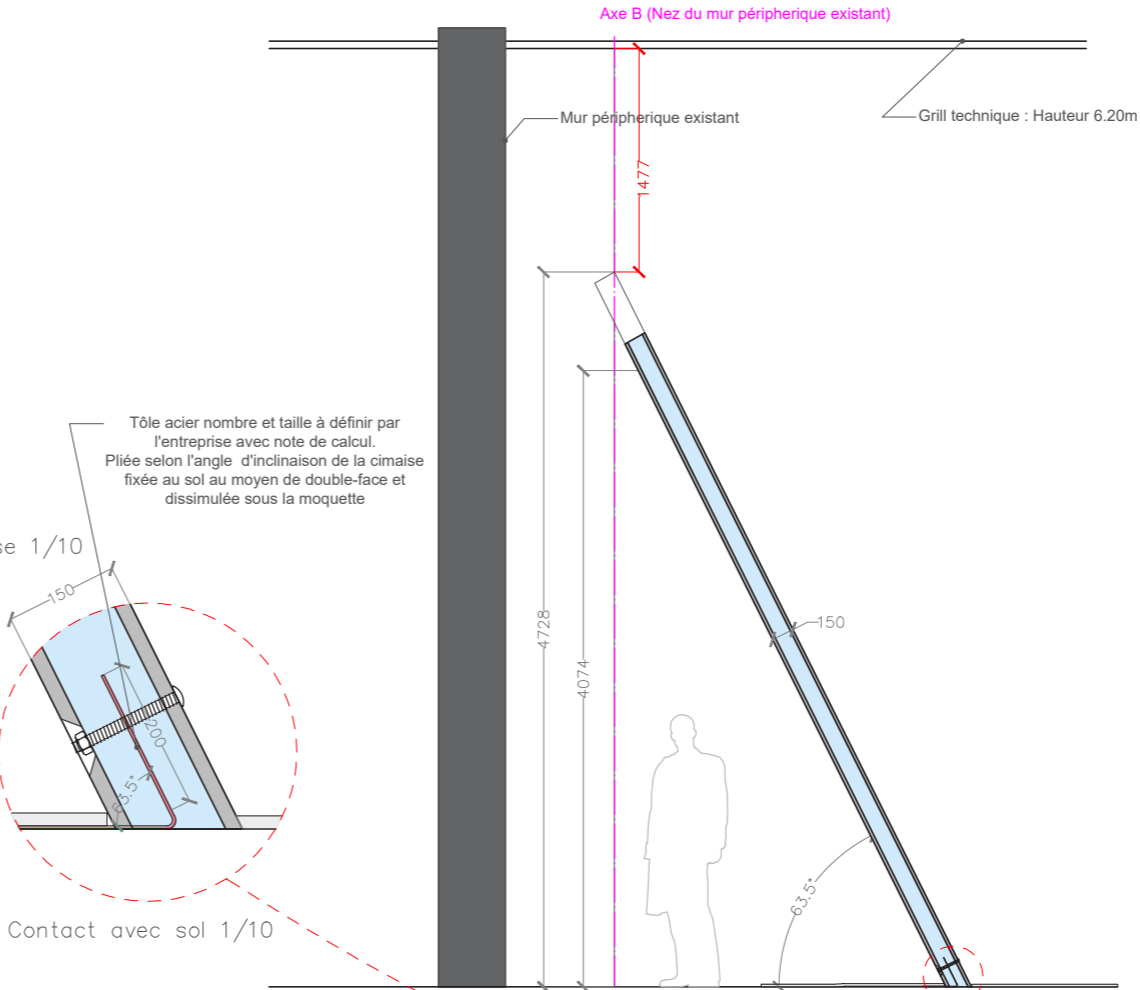 Axe B (Nez du mur péripherique existant)
Mur péripherique existant
Grill technique : Hauteur 6.20m
1477
4728
4074
150
63.5°
Tôle acier nombre et taille à définir par
l'entreprise avec note de calcul.
Pliée selon l'angle d'inclinaison de la cimaise
fixée au sol au moyen de double-face et
dissimulée sous la moquette
se 1/10
150
200
63.5°
Contact avec sol 1/10